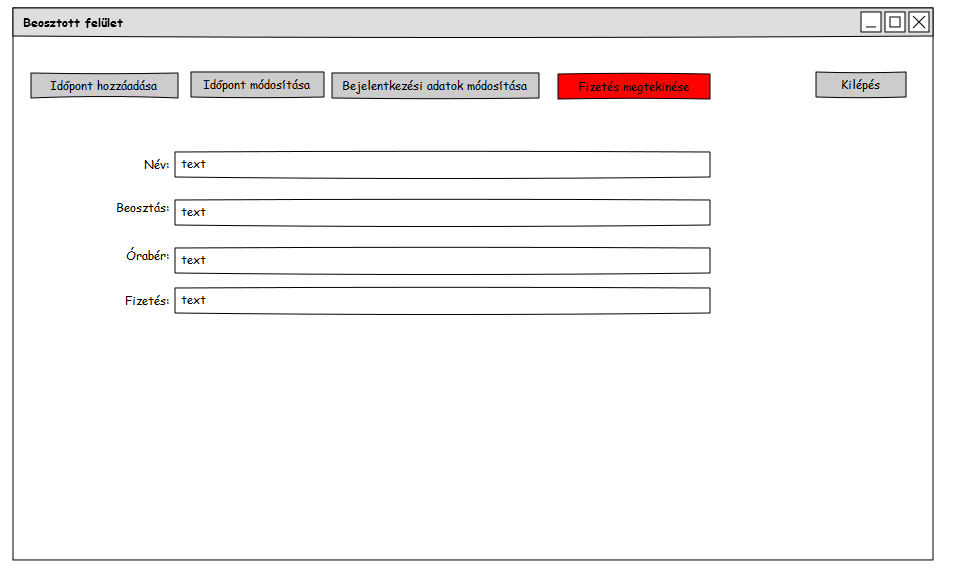 Beosztott felület
Időpont hozzáadása Időpont módosítása Bejelentkezési adatok módosítása Fizetés megtekinése Kilépés
Név: text
Beosztás: text
Órabér: text
Fizetés: text